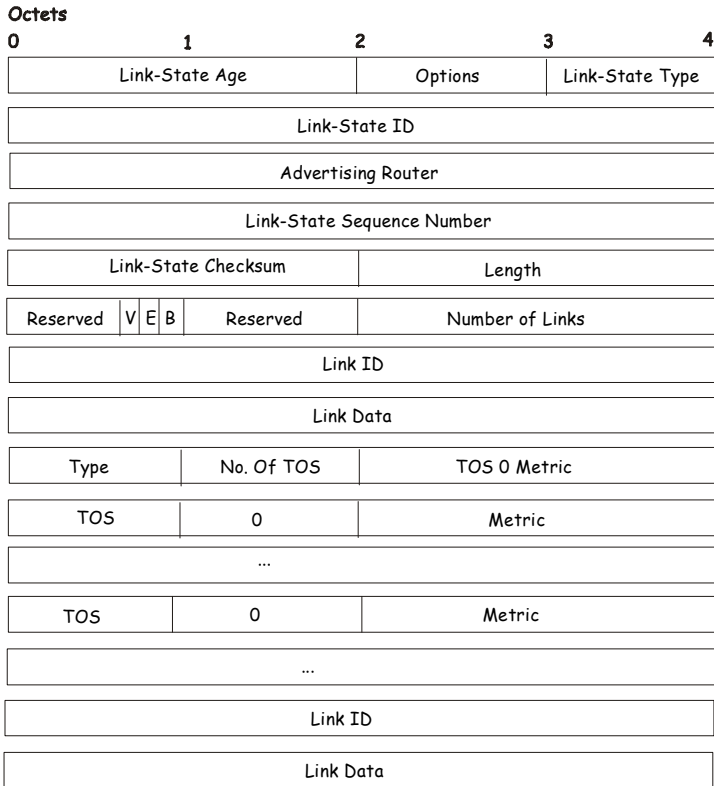 Octets
0 1 2 3 4
Link-State Age Options Link-State Type
Link-State ID
Advertising Router
Link-State Sequence Number
Link-State Checksum Length
Reserved V E B Reserved Number of Links
Link ID
Link Data
Type No. Of TOS TOS 0 Metric
TOS 0 Metric
...
TOS 0 Metric
...
Link ID
Link Data